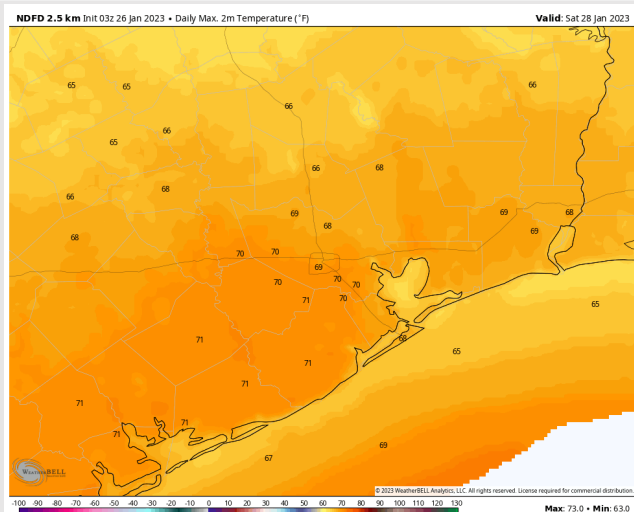 NDFD 2.5 km Init 03z 26 Jan 2023 • Daily Max. 2m Temperature (°F) Valid: Sat 28 Jan 2023
65 65 66
66
66
65
66 68
68
66
69 69 68
68 69
68
70 70
69
70 70 70
71 70 65
68
71 65
71
71
71
71
71
69
67
WEATHERBELL
© 2023 WeatherBELL Analytics, LLC. All rights reserved. License required for commercial distribution.
-100 -90 -80 -70 -60 -50 -40 -30 -20 -10 0 10 20 30 40 50 60 70 80 90 100 110 120 130
Max: 73.0 • Min: 63.0